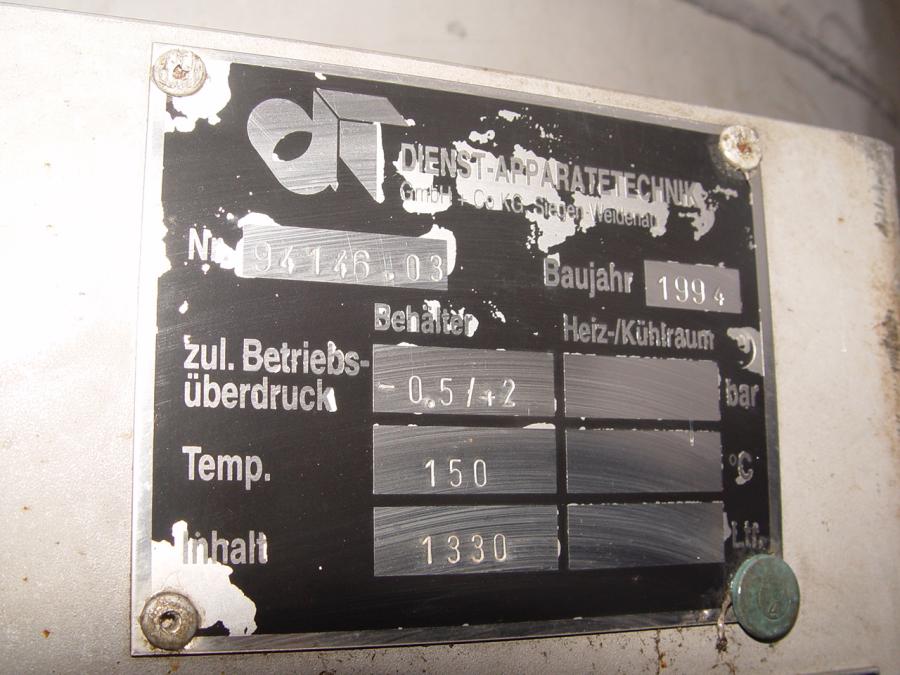 dT
DIENST-APPARATETECHNIK
GmbH + Co KG Siegen-Weidenau
Nr. 94146.03 Baujahr 1994
Behälter Heiz-/Kühlraum
zul. Betriebs-
überdruck -0.5/+2 bar
Temp. 150 °C
Inhalt 1330 Ltr.